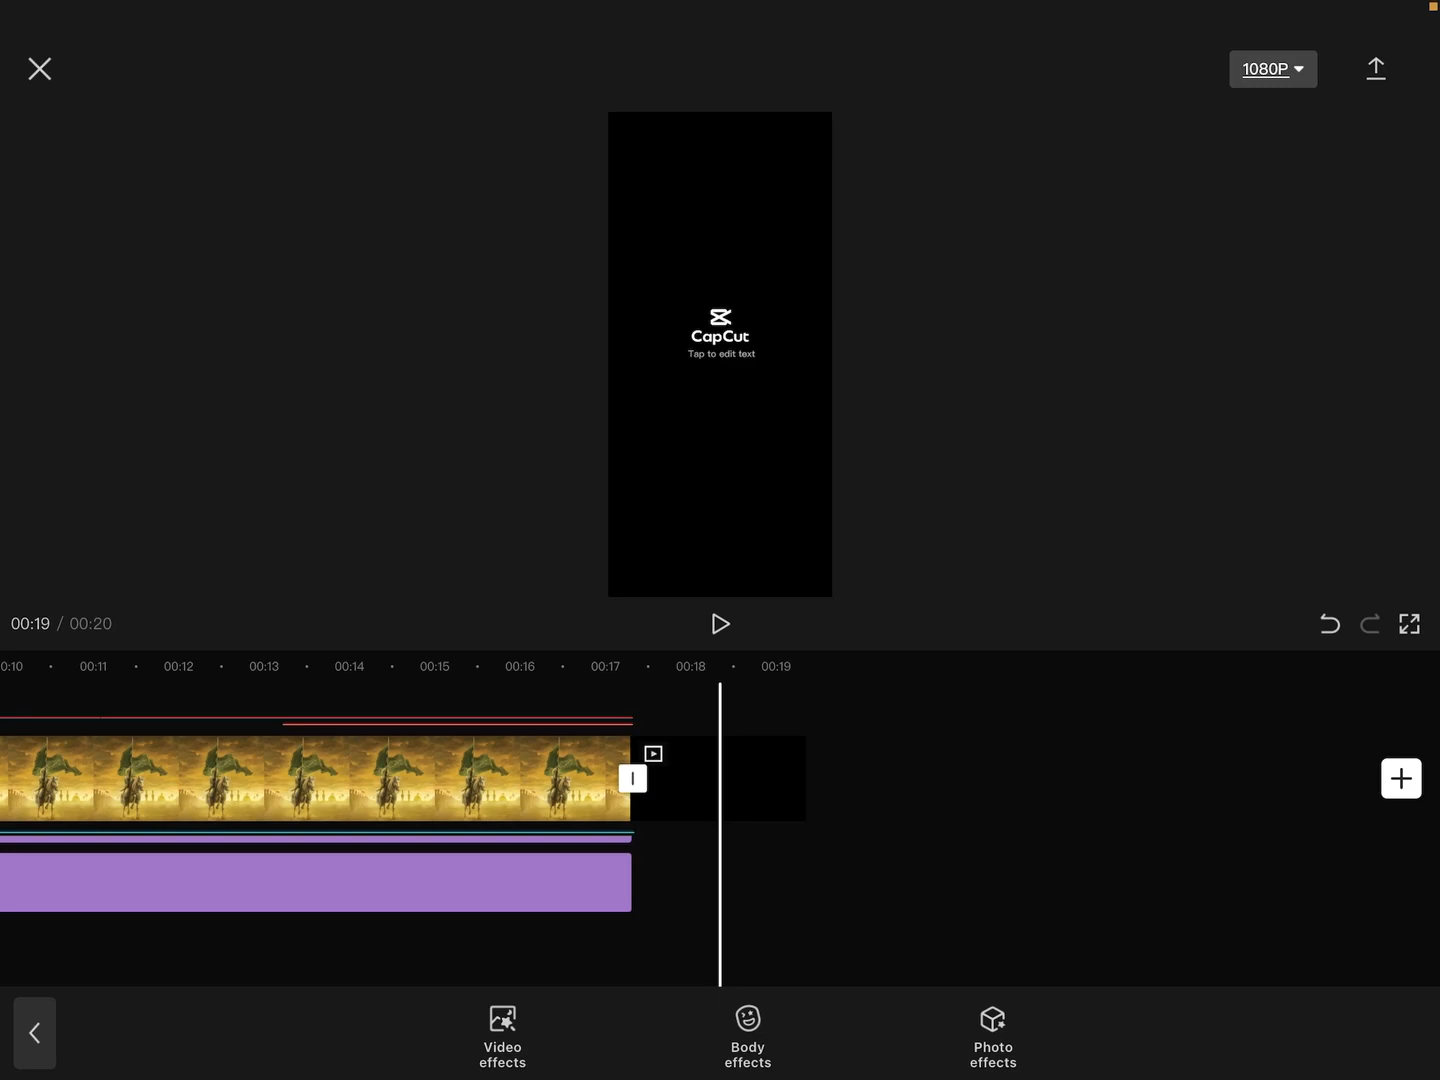 1080P
CapCut
Tap to edit text
00:19 / 00:20
0:10 00:11 00:12 00:13 00:14 00:15 00:16 00:17 00:18 00:19
Video effects
Body effects
Photo effects